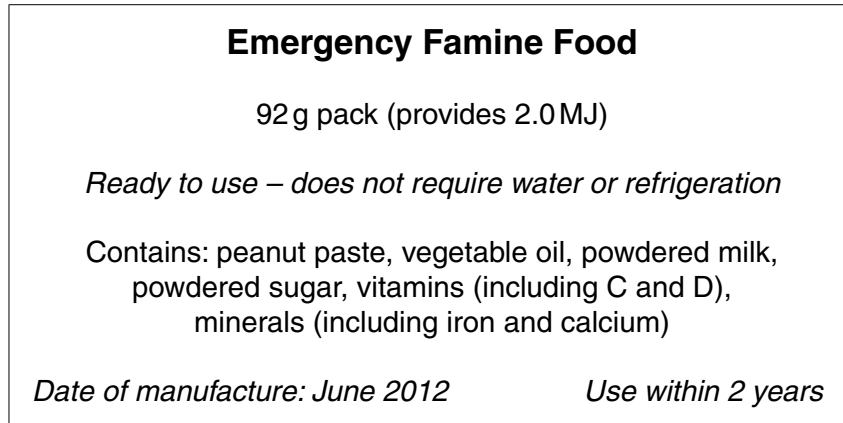 Emergency Famine Food
92 g pack (provides 2.0 MJ)
Ready to use – does not require water or refrigeration
Contains: peanut paste, vegetable oil, powdered milk,
powdered sugar, vitamins (including C and D),
minerals (including iron and calcium)
Date of manufacture: June 2012 Use within 2 years